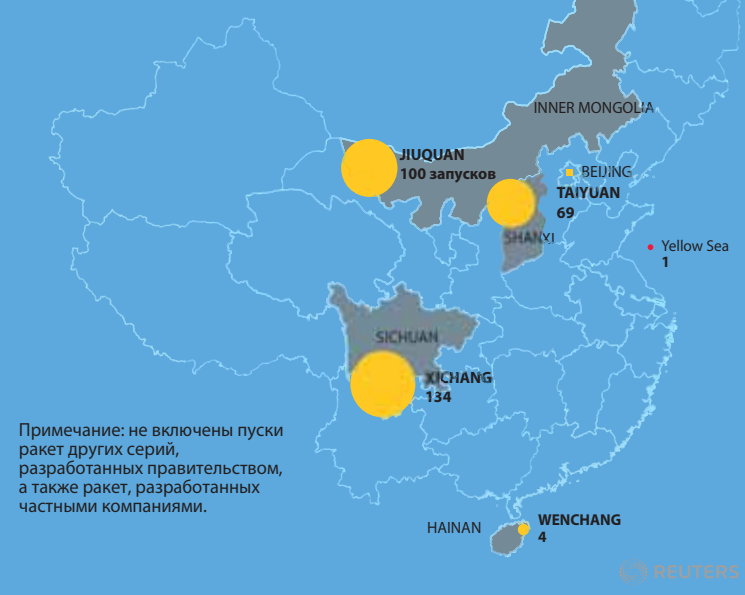 INNER MONGOLIA
JIUQUAN
100 запусков
BEIJING
TAIYUAN
69
SHANXI
Yellow Sea
1
SICHUAN
XICHANG
134
Примечание: не включены пуски
ракет других серий,
разработанных правительством,
а также ракет, разработанных
частными компаниями.
HAINAN
WENCHANG
4
REUTERS